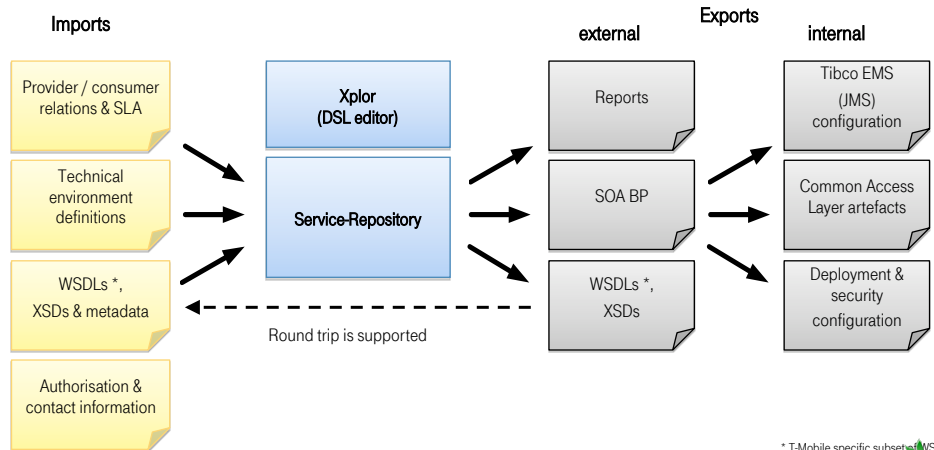 Imports
Exports
external
internal
Provider / consumer
relations & SLA
Technical
environment
definitions
WSDLs *,
XSDs & metadata
Authorisation &
contact information
Xplor
(DSL editor)
Service-Repository
Round trip is supported
Reports
SOA BP
WSDLs *,
XSDs
Tibco EMS
(JMS)
configuration
Common Access
Layer artefacts
Deployment &
security
configuration
* T-Mobile specific subset of